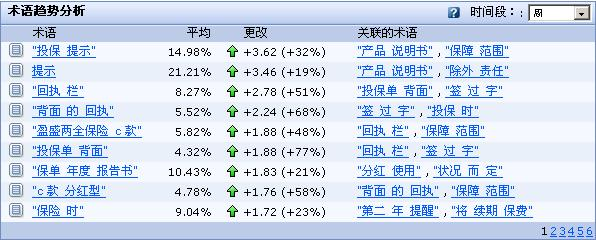 术语趋势分析 ? 时间段：: 周
术语 平均 更改 关联的术语
"投保 提示" 14.98% +3.62 (+32%) "产品 说明书" , "保障 范围"
提示 21.21% +3.46 (+19%) "产品 说明书" , "除外 责任"
"回执 栏" 8.27% +2.78 (+51%) "投保单 背面" , "签 过 字"
"背面 的 回执" 5.52% +2.24 (+68%) "签 过 字" , "投保 时"
"盈盛两全保险 c 款" 5.82% +1.88 (+48%) "回执 栏" , "保障 范围"
"投保单 背面" 4.32% +1.88 (+77%) "回执 栏" , "签 过 字"
"保单 年度 报告书" 10.43% +1.83 (+21%) "分红 使用" , "状况 而 定"
"c 款 分红型" 4.78% +1.76 (+58%) "背面 的 回执" , "保障 范围"
"保险 时" 9.04% +1.72 (+23%) "第二 年 提醒" , "将 续期 保费"
1 2 3 4 5 6